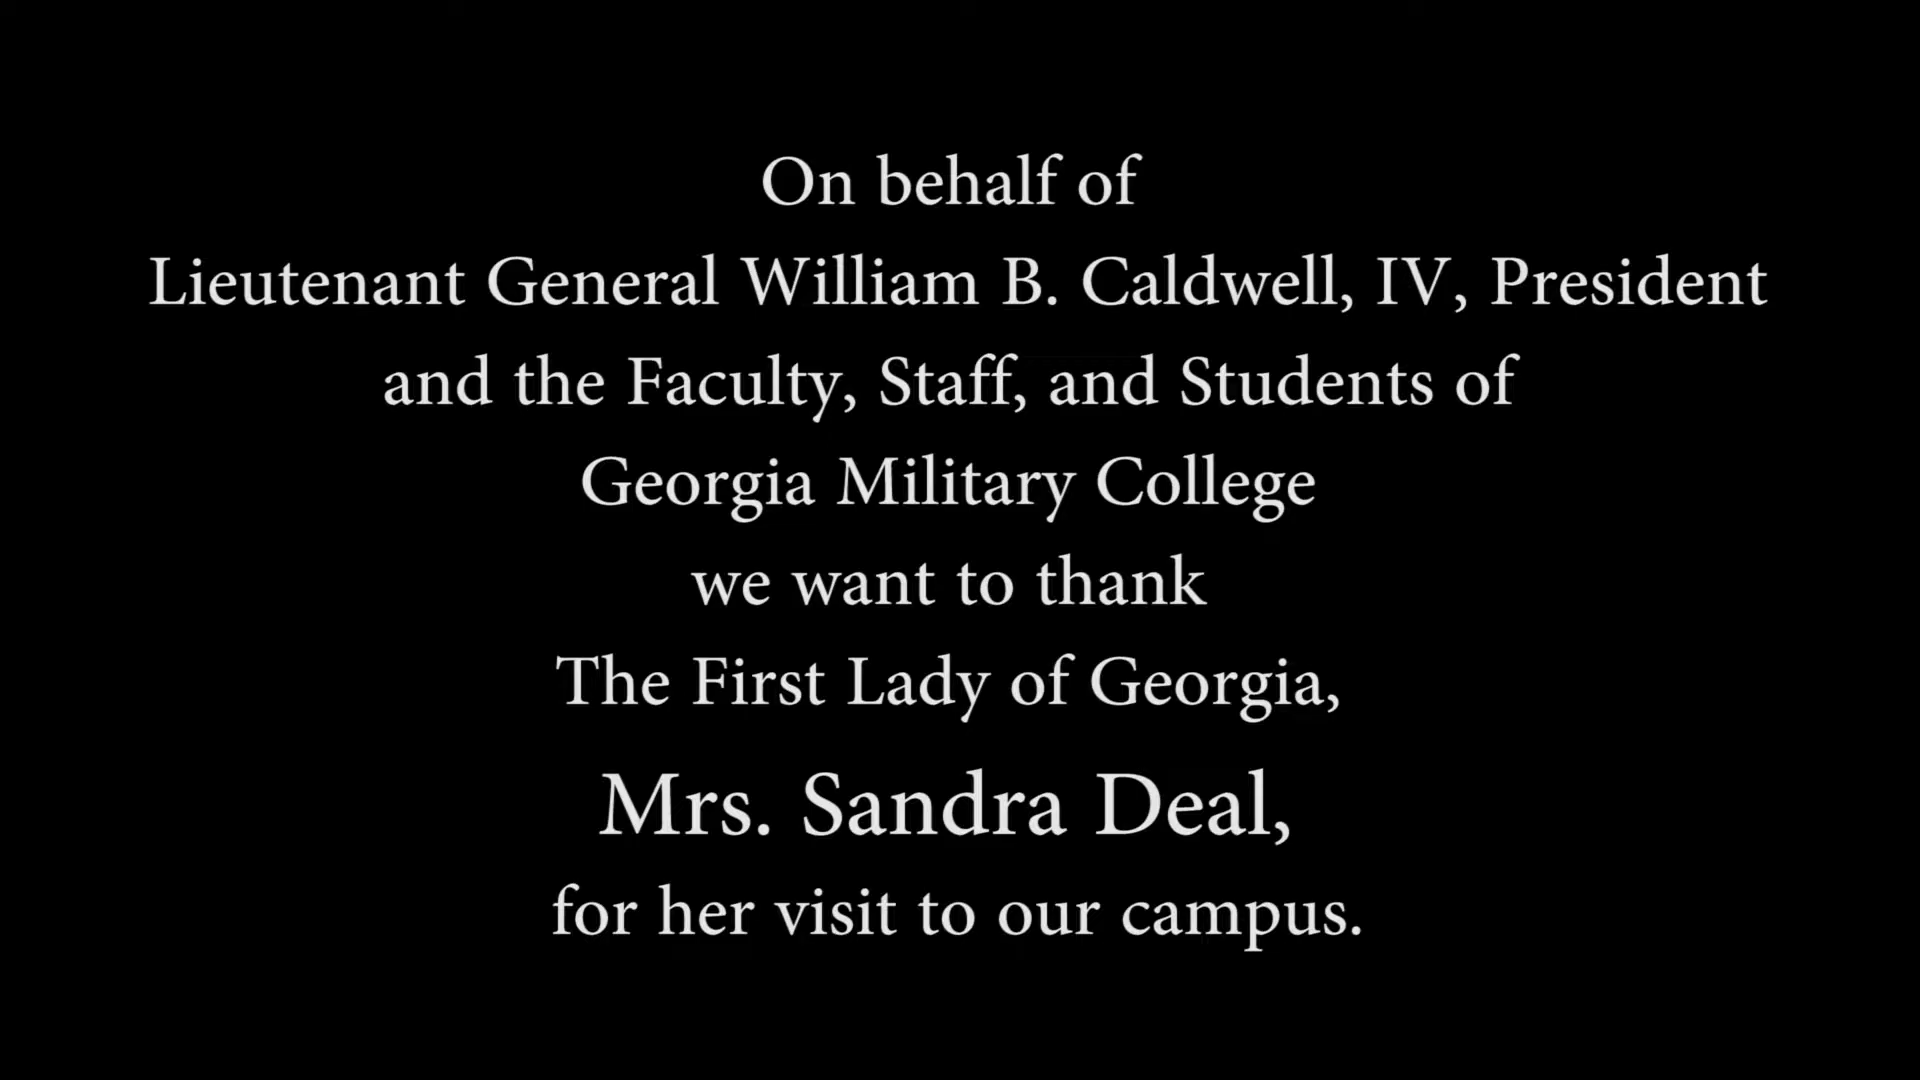 On behalf of
Lieutenant General William B. Caldwell, IV, President
and the Faculty, Staff, and Students of
Georgia Military College
we want to thank
The First Lady of Georgia,
Mrs. Sandra Deal,
for her visit to our campus.